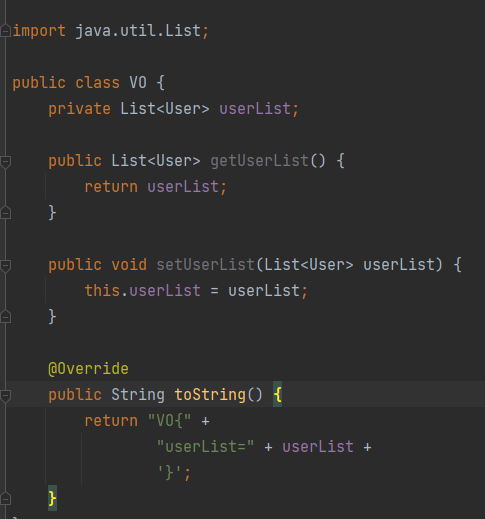 import java.util.List;
public class VO {
    private List<User> userList;
    public List<User> getUserList() {
        return userList;
    }
    public void setUserList(List<User> userList) {
        this.userList = userList;
    }
    @Override
    public String toString() {
        return "VO{" +
                "userList=" + userList +
                '}';
    }
}